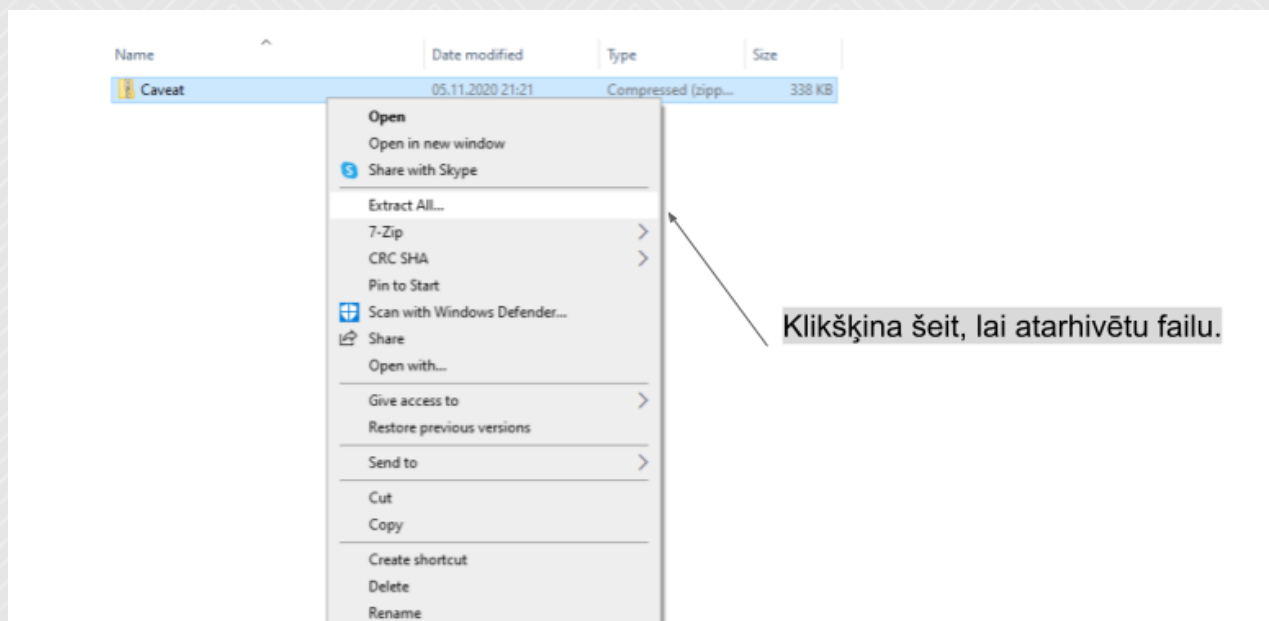 Name Date modified Type Size
Caveat 05.11.2020 21:21 Compressed (zipp... 338 KB
Open
Open in new window
Share with Skype
Extract All...
7-Zip
CRC SHA
Pin to Start
Scan with Windows Defender...
Klikšķina šeit, lai atarhivētu failu.
Share
Open with...
Give access to
Restore previous versions
Send to
Cut
Copy
Create shortcut
Delete
Rename